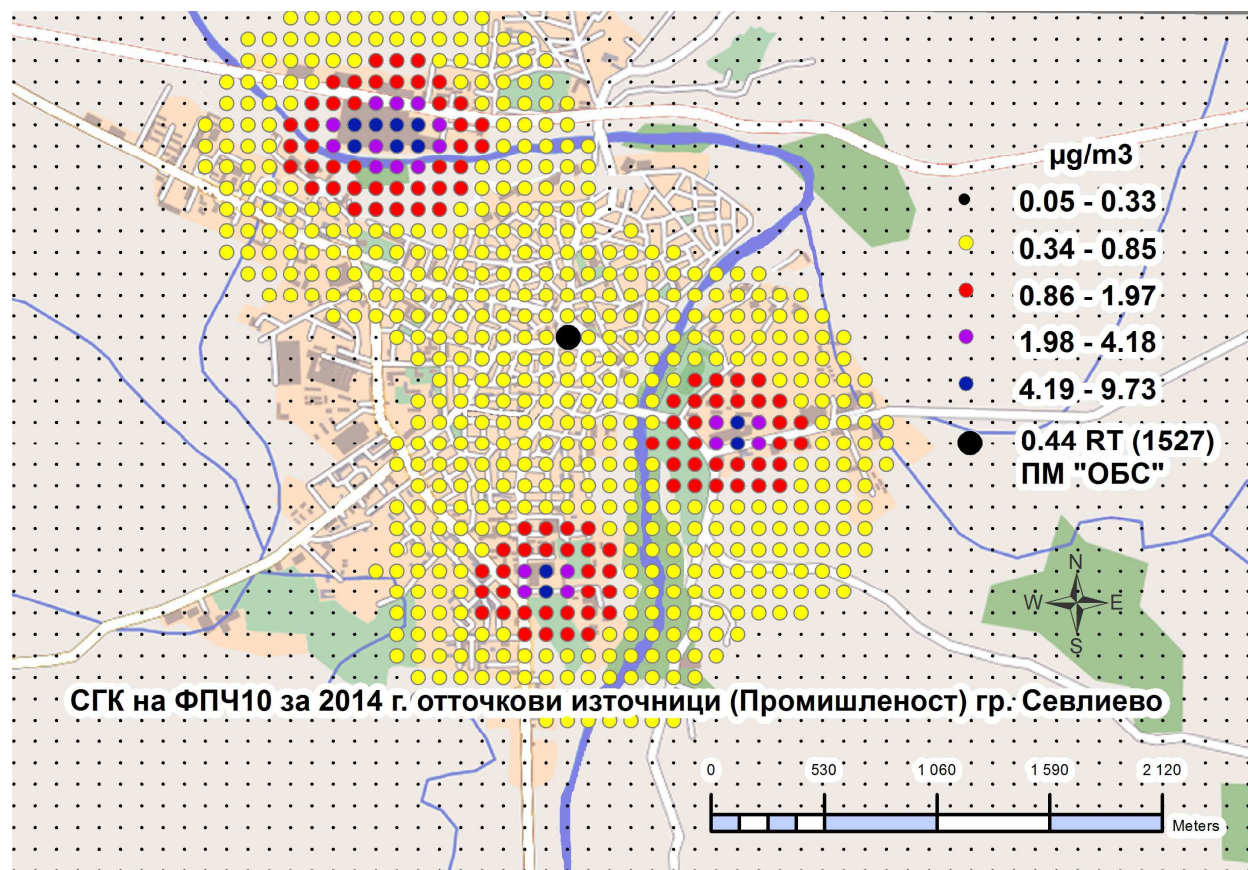 µg/m3
0.05 - 0.33
0.34 - 0.85
0.86 - 1.97
1.98 - 4.18
4.19 - 9.73
0.44 RT (1527)
ПМ "ОБС"
N
W E
S
СГК на ФПЧ10 за 2014 г. отточкови източници (Промишленост) гр. Севлиево
0 530 1 060 1 590 2 120
Meters